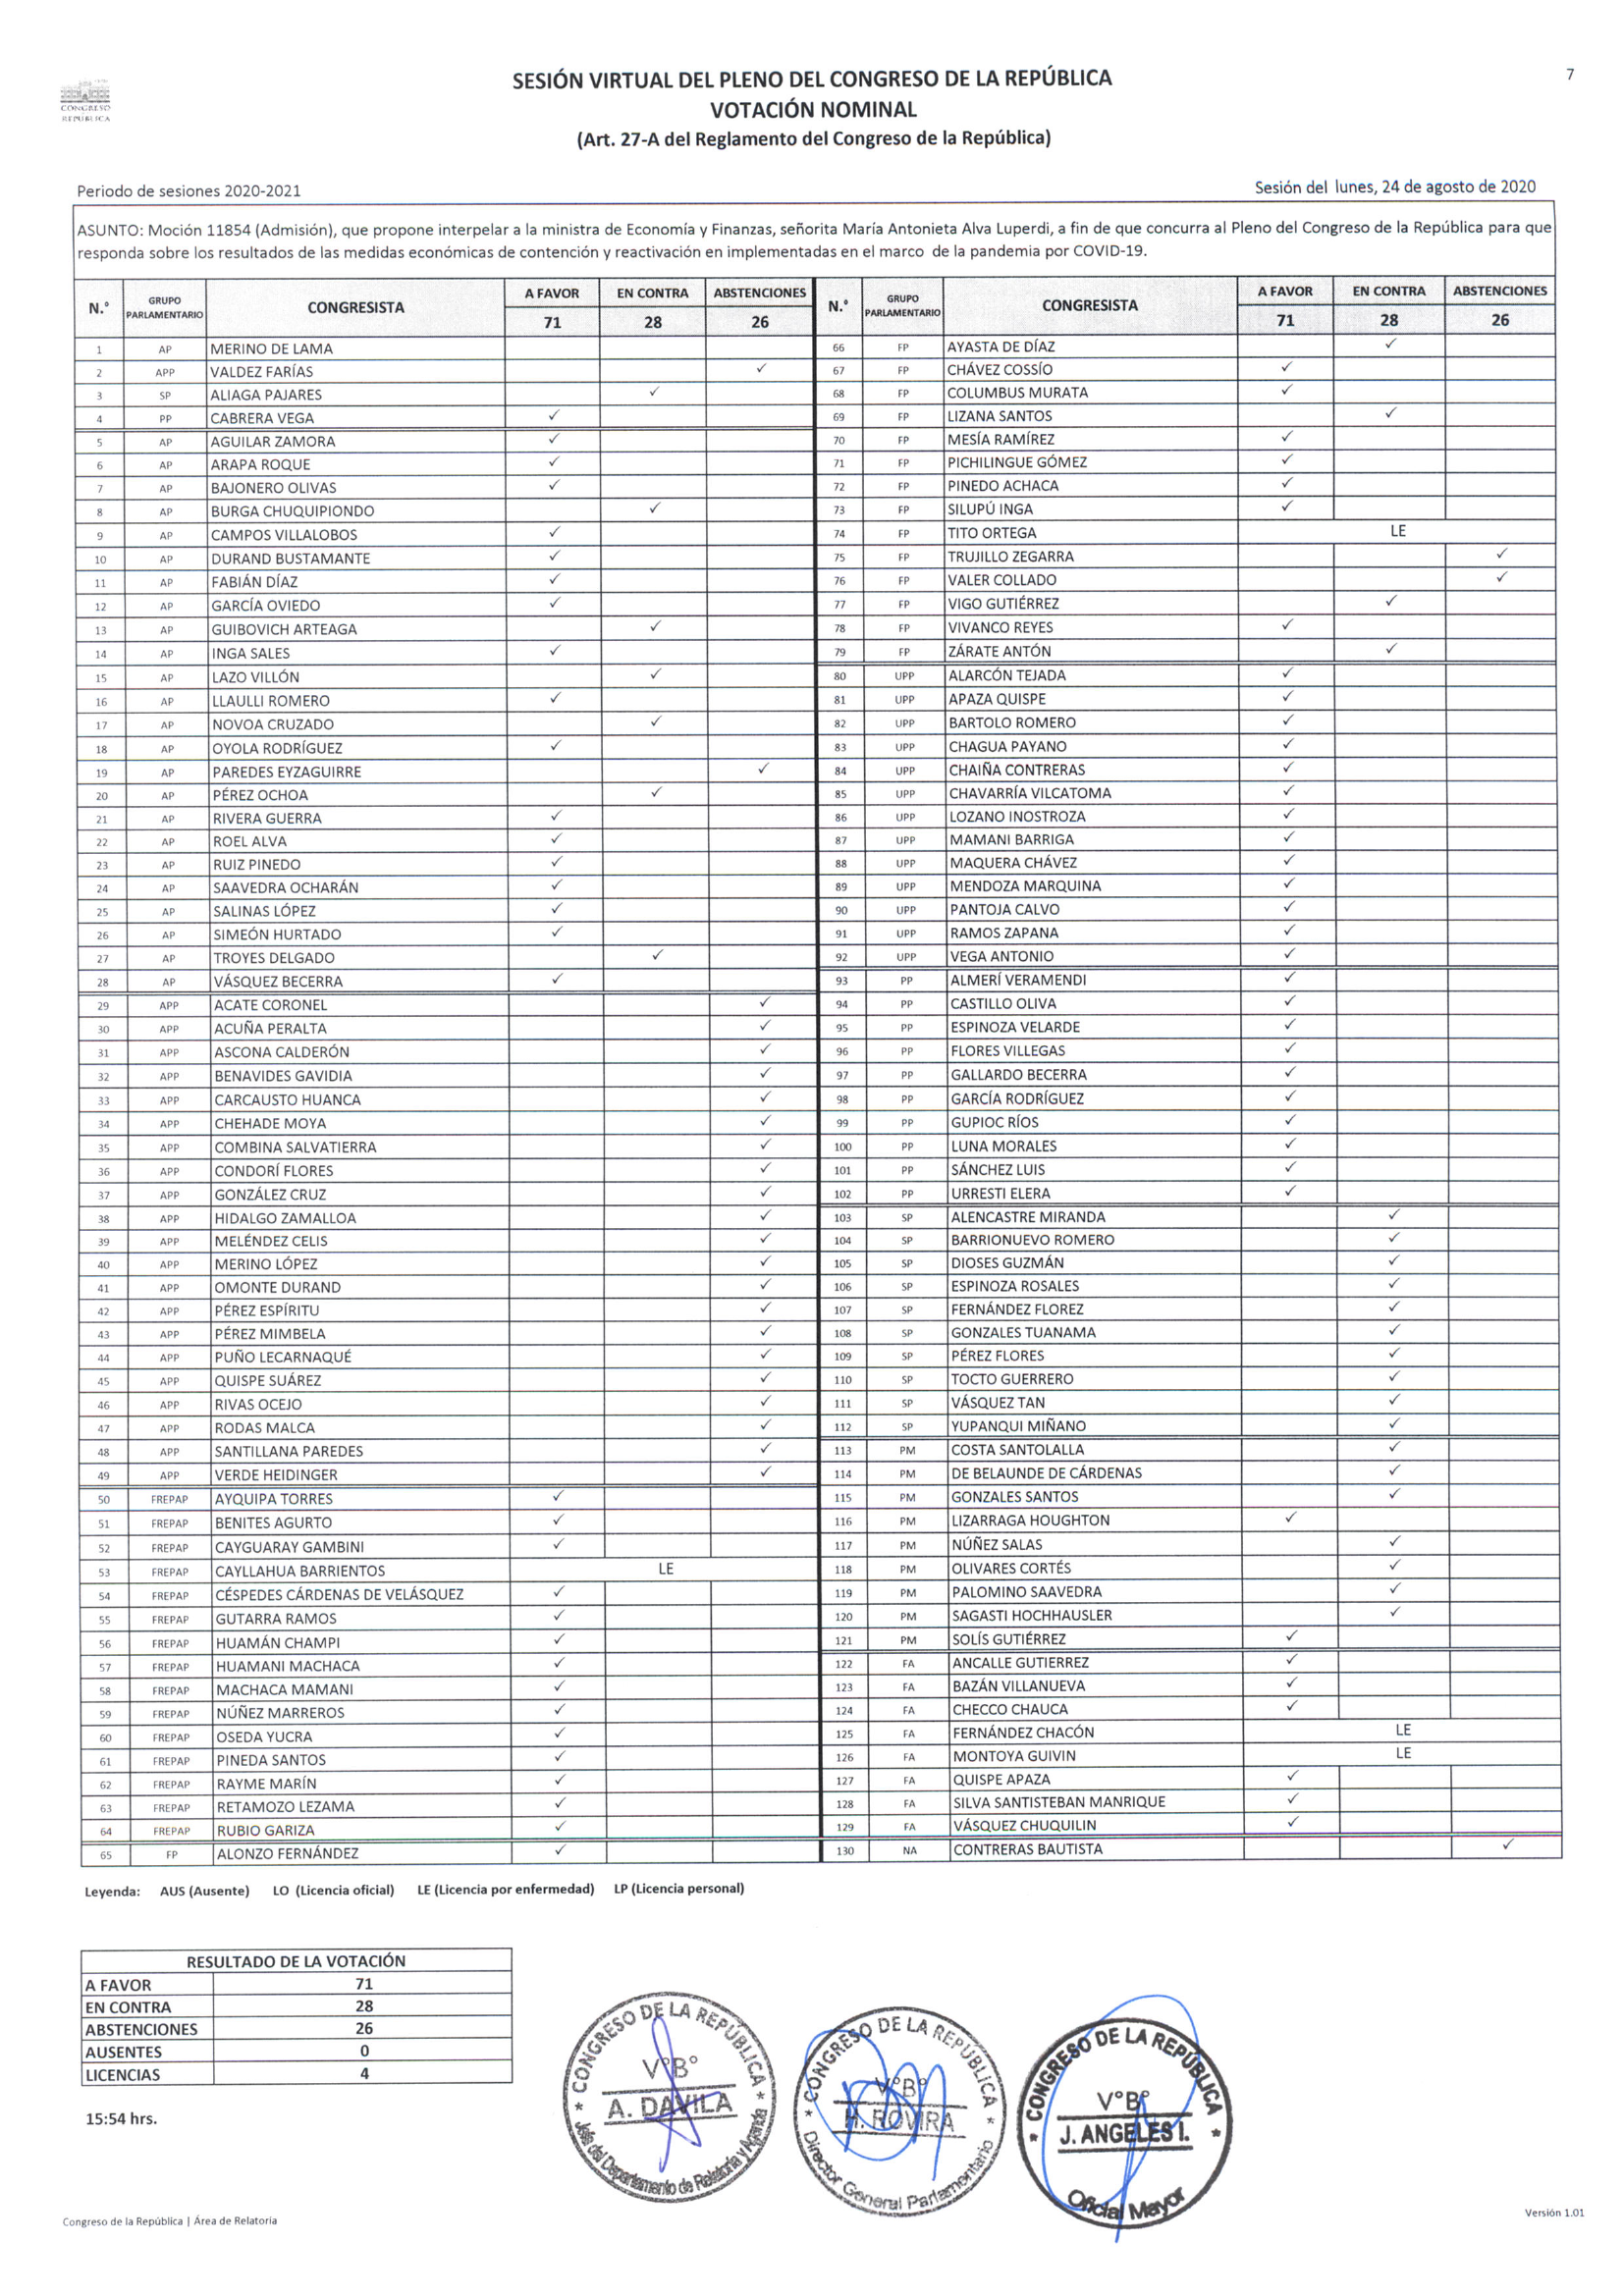 7
CONGRESO
REPÚBLICA
SESIÓN VIRTUAL DEL PLENO DEL CONGRESO DE LA REPÚBLICA
VOTACIÓN NOMINAL
(Art. 27-A del Reglamento del Congreso de la República)
Periodo de sesiones 2020-2021
Sesión del lunes, 24 de agosto de 2020
ASUNTO: Moción 11854 (Admisión), que propone interpelar a la ministra de Economía y Finanzas, señorita María Antonieta Alva Luperdi, a fin de que concurra al Pleno del Congreso de la República para que
responda sobre los resultados de las medidas económicas de contención y reactivación en implementadas en el marco de la pandemia por COVID-19.
N.° GRUPO PARLAMENTARIO CONGRESISTA A FAVOR EN CONTRA ABSTENCIONES
71 28 26
1 AP MERINO DE LAMA
2 APP VALDEZ FARÍAS ✓
3 SP ALIAGA PAJARES ✓
4 PP CABRERA VEGA ✓
5 AP AGUILAR ZAMORA ✓
6 AP ARAPA ROQUE ✓
7 AP BAJONERO OLIVAS ✓
8 AP BURGA CHUQUIPIONDO ✓
9 AP CAMPOS VILLALOBOS ✓
10 AP DURAND BUSTAMANTE ✓
11 AP FABIÁN DÍAZ ✓
12 AP GARCÍA OVIEDO ✓
13 AP GUIBOVICH ARTEAGA ✓
14 AP INGA SALES ✓
15 AP LAZO VILLÓN ✓
16 AP LLAULLI ROMERO ✓
17 AP NOVOA CRUZADO ✓
18 AP OYOLA RODRÍGUEZ ✓
19 AP PAREDES EYZAGUIRRE ✓
20 AP PÉREZ OCHOA ✓
21 AP RIVERA GUERRA ✓
22 AP ROEL ALVA ✓
23 AP RUIZ PINEDO ✓
24 AP SAAVEDRA OCHARÁN ✓
25 AP SALINAS LÓPEZ ✓
26 AP SIMEÓN HURTADO ✓
27 AP TROYES DELGADO ✓
28 AP VÁSQUEZ BECERRA ✓
29 APP ACATE CORONEL ✓
30 APP ACUÑA PERALTA ✓
31 APP ASCONA CALDERÓN ✓
32 APP BENAVIDES GAVIDIA ✓
33 APP CARCAUSTO HUANCA ✓
34 APP CHEHADE MOYA ✓
35 APP COMBINA SALVATIERRA ✓
36 APP CONDORÍ FLORES ✓
37 APP GONZÁLEZ CRUZ ✓
38 APP HIDALGO ZAMALLOA ✓
39 APP MELÉNDEZ CELIS ✓
40 APP MERINO LÓPEZ ✓
41 APP OMONTE DURAND ✓
42 APP PÉREZ ESPÍRITU ✓
43 APP PÉREZ MIMBELA ✓
44 APP PUÑO LECARNAQUÉ ✓
45 APP QUISPE SUÁREZ ✓
46 APP RIVAS OCEJO ✓
47 APP RODAS MALCA ✓
48 APP SANTILLANA PAREDES ✓
49 APP VERDE HEIDINGER ✓
50 FREPAP AYQUIPA TORRES ✓
51 FREPAP BENITES AGURTO ✓
52 FREPAP CAYGUARAY GAMBINI ✓
53 FREPAP CAYLLAHUA BARRIENTOS LE
54 FREPAP CÉSPEDES CÁRDENAS DE VELÁSQUEZ ✓
55 FREPAP GUTARRA RAMOS ✓
56 FREPAP HUAMÁN CHAMPI ✓
57 FREPAP HUAMANI MACHACA ✓
58 FREPAP MACHACA MAMANI ✓
59 FREPAP NÚÑEZ MARREROS ✓
60 FREPAP OSEDA YUCRA ✓
61 FREPAP PINEDA SANTOS ✓
62 FREPAP RAYME MARÍN ✓
63 FREPAP RETAMOZO LEZAMA ✓
64 FREPAP RUBIO GARIZA ✓
65 FP ALONZO FERNÁNDEZ ✓
N.° GRUPO PARLAMENTARIO CONGRESISTA A FAVOR EN CONTRA ABSTENCIONES
71 28 26
66 FP AYASTA DE DÍAZ ✓
67 FP CHÁVEZ COSSÍO ✓
68 FP COLUMBUS MURATA ✓
69 FP LIZANA SANTOS ✓
70 FP MESÍA RAMÍREZ ✓
71 FP PICHILINGUE GÓMEZ ✓
72 FP PINEDO ACHACA ✓
73 FP SILUPÚ INGA ✓
74 FP TITO ORTEGA LE
75 FP TRUJILLO ZEGARRA ✓
76 FP VALER COLLADO ✓
77 FP VIGO GUTIÉRREZ ✓
78 FP VIVANCO REYES ✓
79 FP ZÁRATE ANTÓN ✓
80 UPP ALARCÓN TEJADA ✓
81 UPP APAZA QUISPE ✓
82 UPP BARTOLO ROMERO ✓
83 UPP CHAGUA PAYANO ✓
84 UPP CHAIÑA CONTRERAS ✓
85 UPP CHAVARRÍA VILCATOMA ✓
86 UPP LOZANO INOSTROZA ✓
87 UPP MAMANI BARRIGA ✓
88 UPP MAQUERA CHÁVEZ ✓
89 UPP MENDOZA MARQUINA ✓
90 UPP PANTOJA CALVO ✓
91 UPP RAMOS ZAPANA ✓
92 UPP VEGA ANTONIO ✓
93 PP ALMERÍ VERAMENDI ✓
94 PP CASTILLO OLIVA ✓
95 PP ESPINOZA VELARDE ✓
96 PP FLORES VILLEGAS ✓
97 PP GALLARDO BECERRA ✓
98 PP GARCÍA RODRÍGUEZ ✓
99 PP GUPIOC RÍOS ✓
100 PP LUNA MORALES ✓
101 PP SÁNCHEZ LUIS ✓
102 PP URRESTI ELERA ✓
103 SP ALENCASTRE MIRANDA ✓
104 SP BARRIONUEVO ROMERO ✓
105 SP DIOSES GUZMÁN ✓
106 SP ESPINOZA ROSALES ✓
107 SP FERNÁNDEZ FLOREZ ✓
108 SP GONZALES TUANAMA ✓
109 SP PÉREZ FLORES ✓
110 SP TOCTO GUERRERO ✓
111 SP VÁSQUEZ TAN ✓
112 SP YUPANQUI MIÑANO ✓
113 PM COSTA SANTOLALLA ✓
114 PM DE BELAUNDE DE CÁRDENAS ✓
115 PM GONZALES SANTOS ✓
116 PM LIZARRAGA HOUGHTON ✓
117 PM NÚÑEZ SALAS ✓
118 PM OLIVARES CORTÉS ✓
119 PM PALOMINO SAAVEDRA ✓
120 PM SAGASTI HOCHHAUSLER ✓
121 PM SOLÍS GUTIÉRREZ ✓
122 FA ANCALLE GUTIERREZ ✓
123 FA BAZÁN VILLANUEVA ✓
124 FA CHECCO CHAUCA ✓
125 FA FERNÁNDEZ CHACÓN LE
126 FA MONTOYA GUIVIN LE
127 FA QUISPE APAZA ✓
128 FA SILVA SANTISTEBAN MANRIQUE ✓
129 FA VÁSQUEZ CHUQUILIN ✓
130 NA CONTRERAS BAUTISTA ✓
Leyenda: AUS (Ausente) LO (Licencia oficial) LE (Licencia por enfermedad) LP (Licencia personal)
RESULTADO DE LA VOTACIÓN
A FAVOR 71
EN CONTRA 28
ABSTENCIONES 26
AUSENTES 0
LICENCIAS 4
15:54 hrs.
* CONGRESO DE LA REPÚBLICA *
V°B°
A. DAVILA
Jefe del Departamento de Relatoría y Agenda
* CONGRESO DE LA REPÚBLICA *
V°B°
H. ROVIRA
Director General Parlamentario
* CONGRESO DE LA REPÚBLICA *
V°B°
J. ANGELES I.
Oficial Mayor
Congreso de la República | Área de Relatoria
Versión 1.01